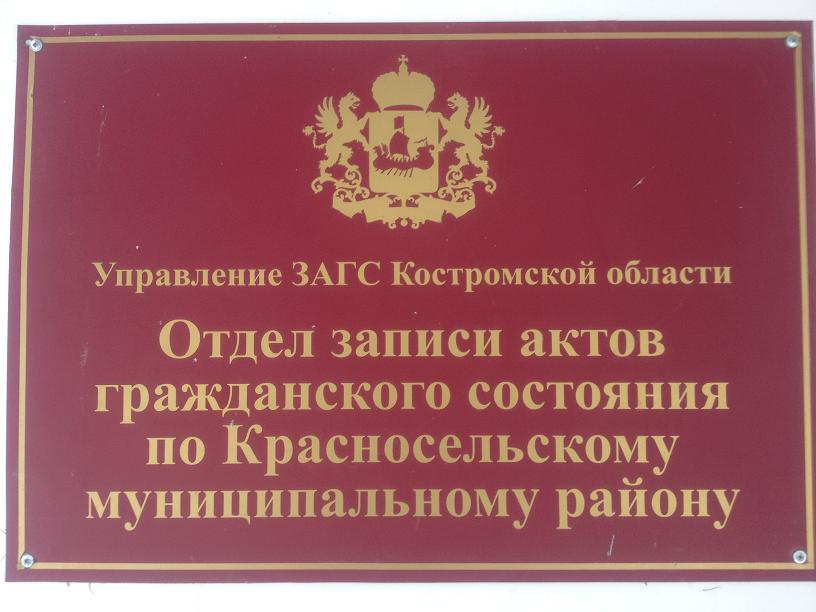 Управление ЗАГС Костромской области
Отдел записи актов
гражданского состояния
по Красносельскому
муниципальному району